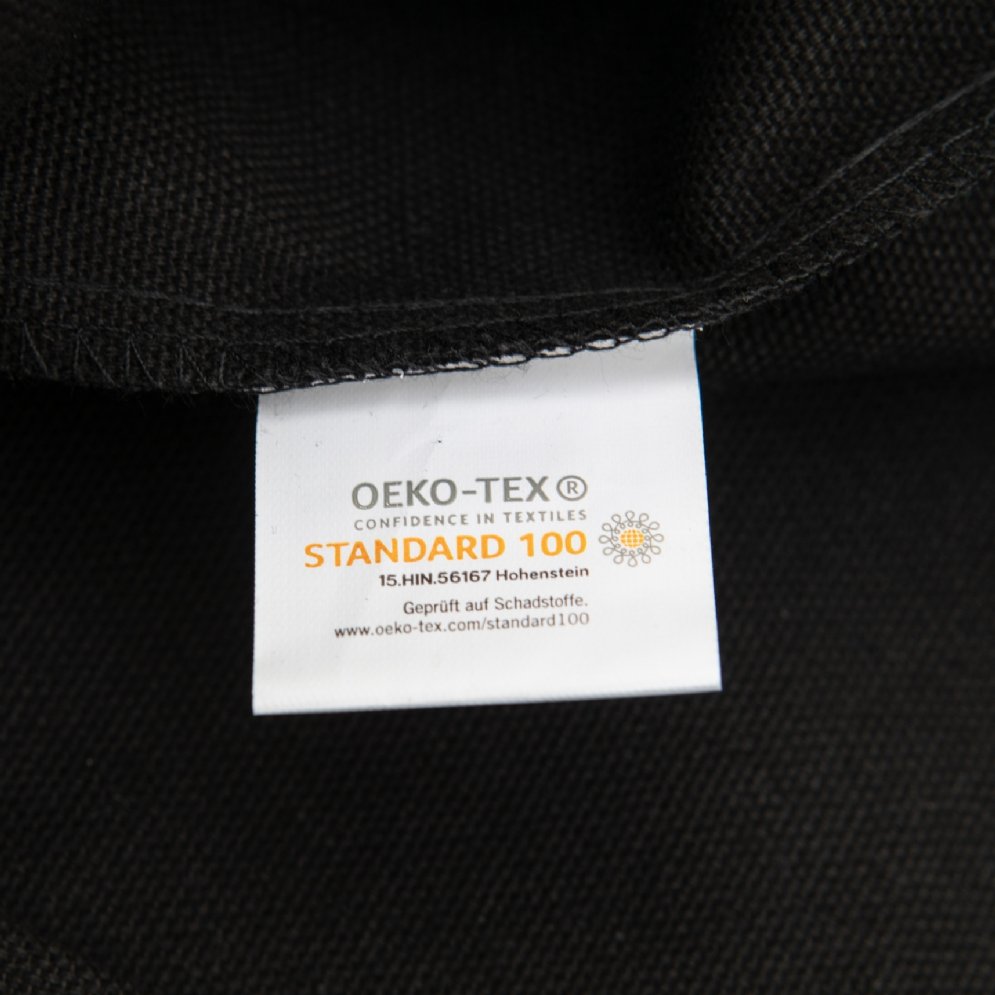 OEKO-TEX®
CONFIDENCE IN TEXTILES
STANDARD 100
15.HIN.56167 Hohenstein
Geprüft auf Schadstoffe.
www.oeko-tex.com/standard100